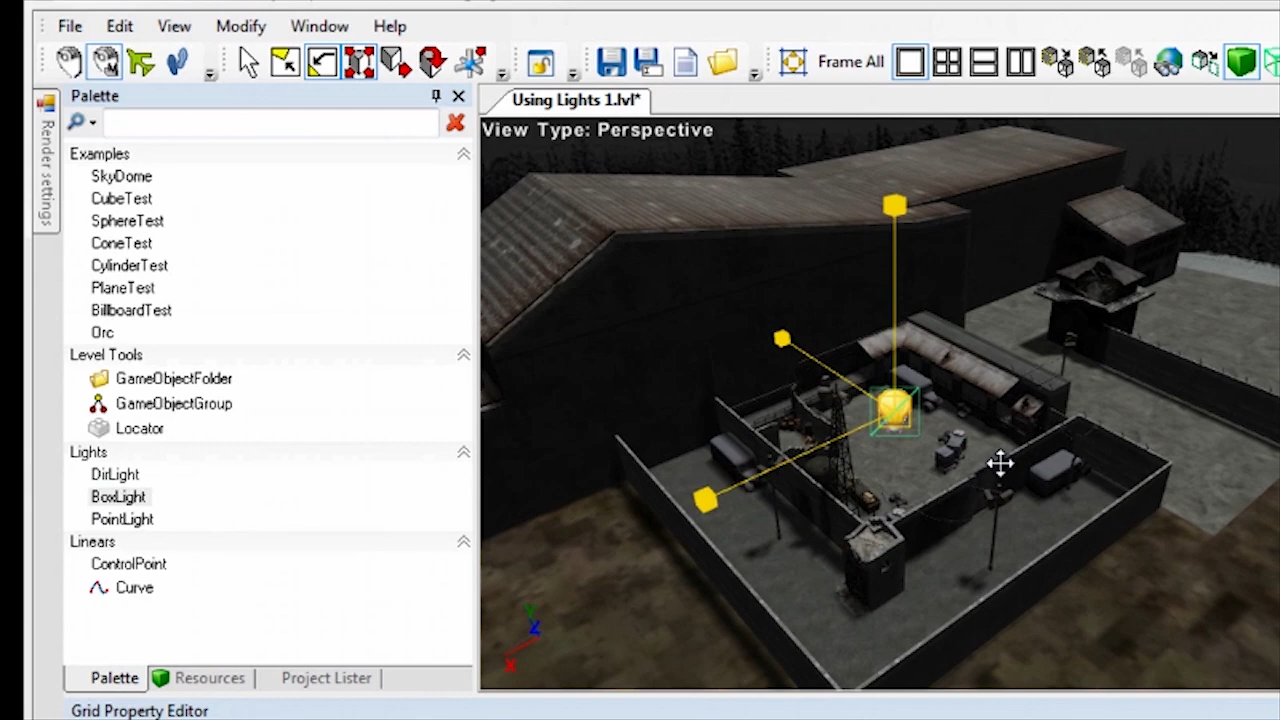 File Edit View Modify Window Help
Frame All
Render settings
Palette
Using Lights 1.lvl*
View Type: Perspective
Examples
SkyDome
CubeTest
SphereTest
ConeTest
CylinderTest
PlaneTest
BillboardTest
Orc
Level Tools
GameObjectFolder
GameObjectGroup
Locator
Lights
DirLight
BoxLight
PointLight
Linears
ControlPoint
Curve
Y
Z
X
Palette Resources Project Lister
Grid Property Editor